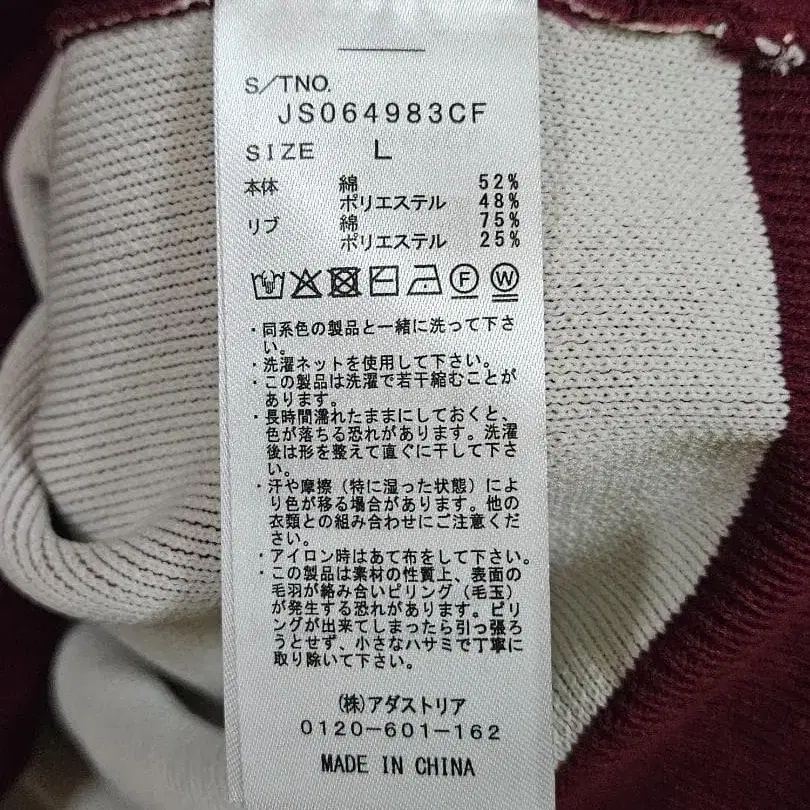 S/TNO.
JS064983CF
SIZE L
本体 綿 52%
ポリエステル 48%
リブ 綿 75%
ポリエステル 25%
F W
・同系色の製品と一緒に洗って下さ
い。
・洗濯ネットを使用して下さい。
・この製品は洗濯で若干縮むことが
あります。
・長時間濡れたままにしておくと、
色が落ちる恐れがあります。洗濯
後は形を整えて直ぐに干して下さ
い。
・汗や摩擦（特に湿った状態）によ
り色が移る場合があります。他の
衣類との組み合わせにご注意くだ
さい。
・アイロン時はあて布をして下さい。
・この製品は素材の性質上、表面の
毛羽が絡み合いピリング（毛玉）
が発生する恐れがあります。ピリ
ングが出来てしまったら引っ張ろ
うとせず、小さなハサミで丁寧に
取り除いて下さい。
(株)アダストリア
0120-601-162
MADE IN CHINA